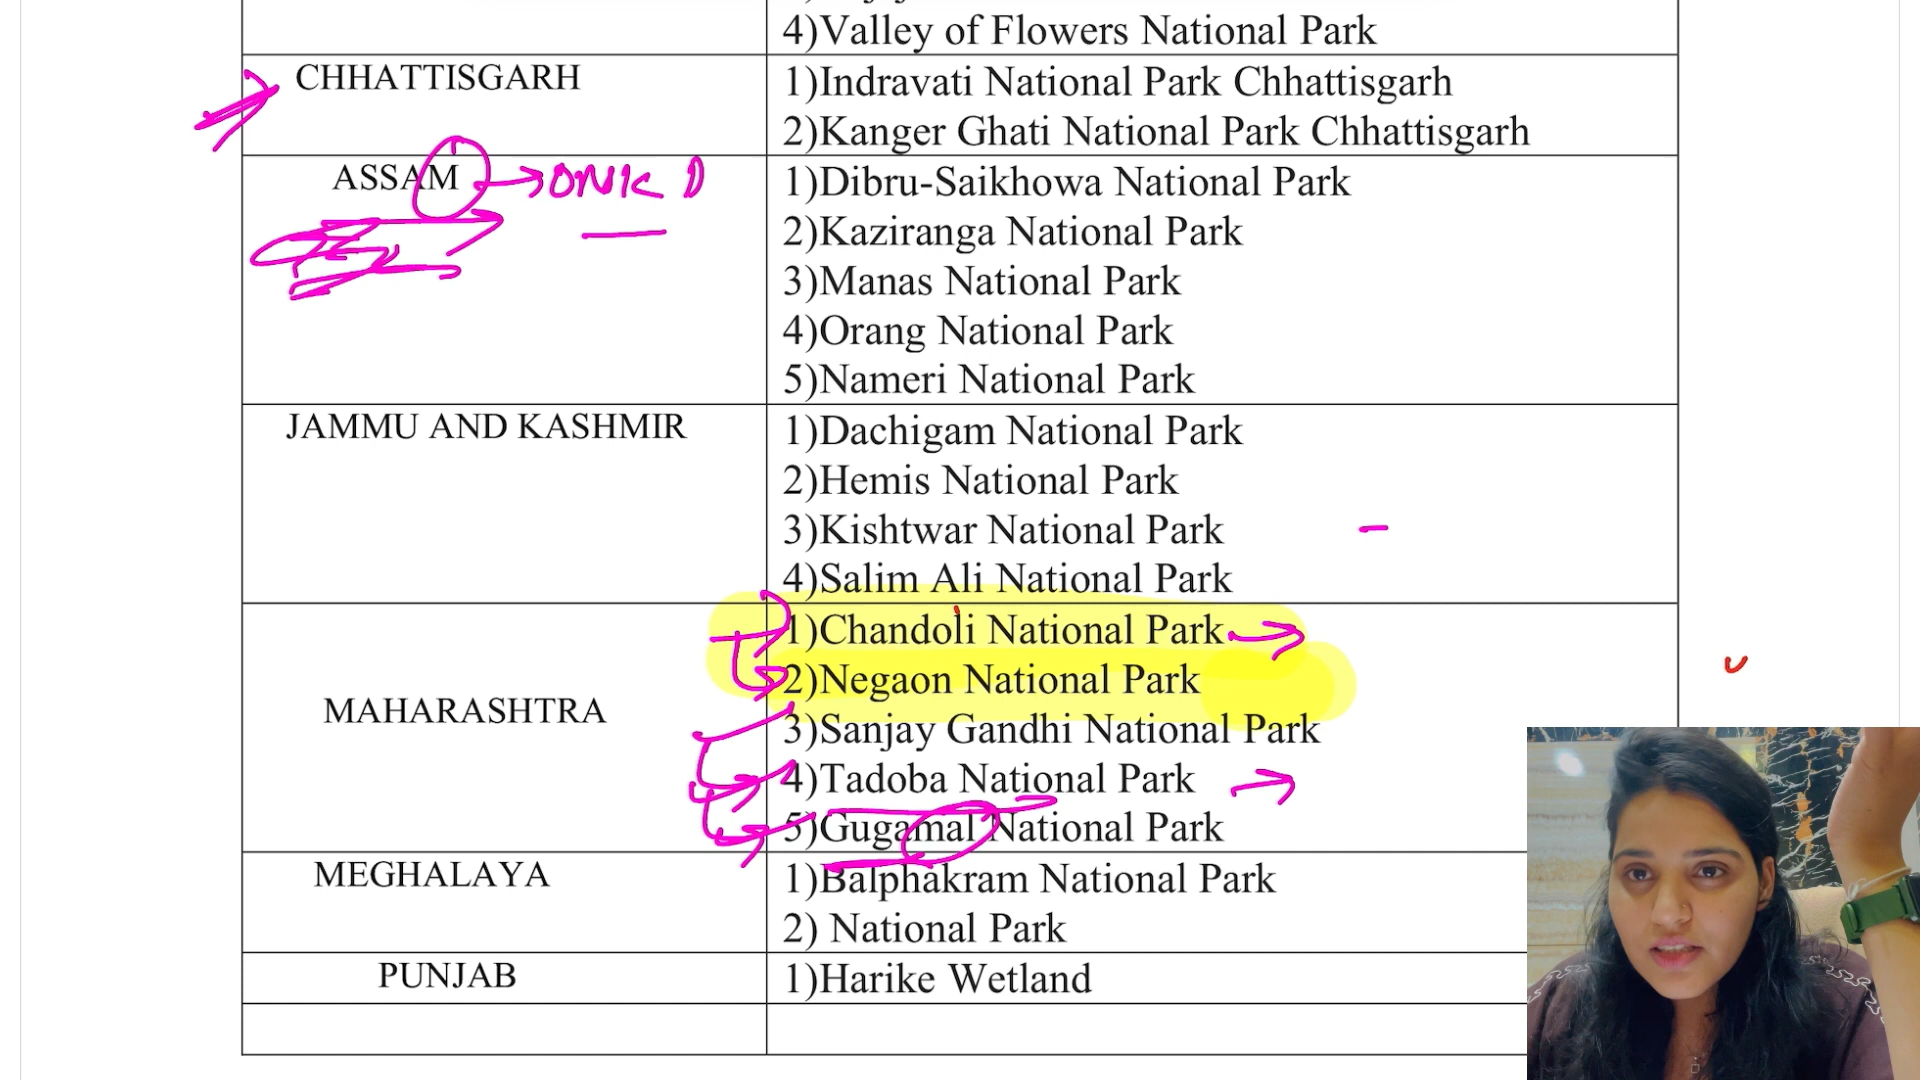 4)Valley of Flowers National Park
CHHATTISGARH
1)Indravati National Park Chhattisgarh
2)Kanger Ghati National Park Chhattisgarh
ASSAM
ONK D
1)Dibru-Saikhowa National Park
2)Kaziranga National Park
3)Manas National Park
4)Orang National Park
5)Nameri National Park
JAMMU AND KASHMIR
1)Dachigam National Park
2)Hemis National Park
3)Kishtwar National Park
4)Salim Ali National Park
MAHARASHTRA
1)Chandoli National Park
2)Negaon National Park
3)Sanjay Gandhi National Park
4)Tadoba National Park
5)Gugamal National Park
MEGHALAYA
1)Balphakram National Park
2) National Park
PUNJAB
1)Harike Wetland